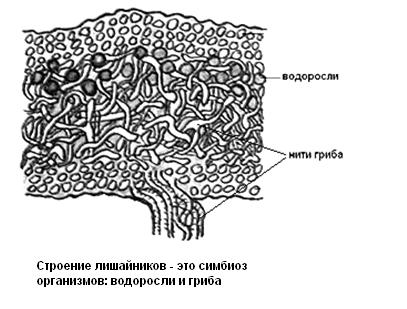 водоросли
нити гриба
Строение лишайников - это симбиоз
организмов: водоросли и гриба